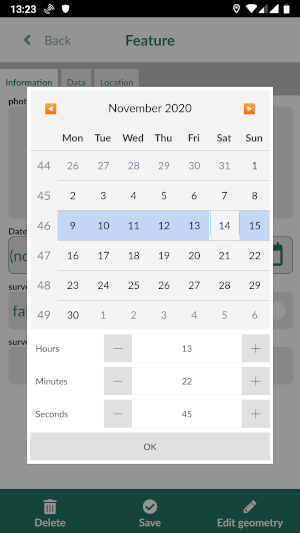 13:23
Back Feature
Information Data Location
phot
November 2020
Mon Tue Wed Thu Fri Sat Sun
44 26 27 28 29 30 31 1
45 2 3 4 5 6 7 8
46 9 10 11 12 13 14 15
47 16 17 18 19 20 21 22
48 23 24 25 26 27 28 29
49 30 1 2 3 4 5 6
Date
(no
surve
fa
surve
Hours — 13 +
Minutes — 22 +
Seconds — 45 +
OK
Delete Save Edit geometry